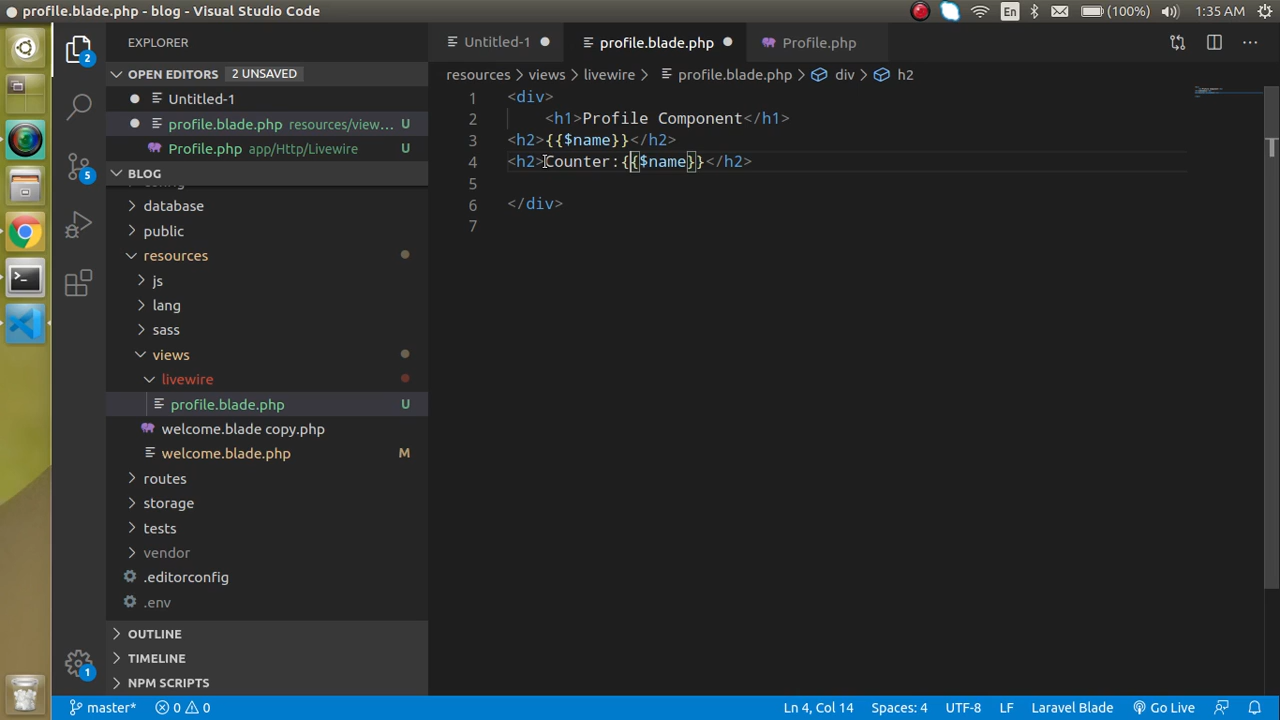 profile.blade.php - blog - Visual Studio Code
En
(100%)
1:35 AM
EXPLORER
Untitled-1
profile.blade.php
Profile.php
OPEN EDITORS 2 UNSAVED
resources > views > livewire > profile.blade.php > div > h2
Untitled-1
profile.blade.php resources/view... U
Profile.php app/Http/Livewire U
BLOG
database
public
resources
js
lang
sass
views
livewire
profile.blade.php U
welcome.blade copy.php
welcome.blade.php M
routes
storage
tests
vendor
.editorconfig
.env
OUTLINE
TIMELINE
NPM SCRIPTS
2
5
1
1 <div>
2 <h1>Profile Component</h1>
3 <h2>{{$name}}</h2>
4 <h2>Counter:{{$name}}</h2>
5
6 </div>
7
master* 0 0 Ln 4, Col 14 Spaces: 4 UTF-8 LF Laravel Blade Go Live